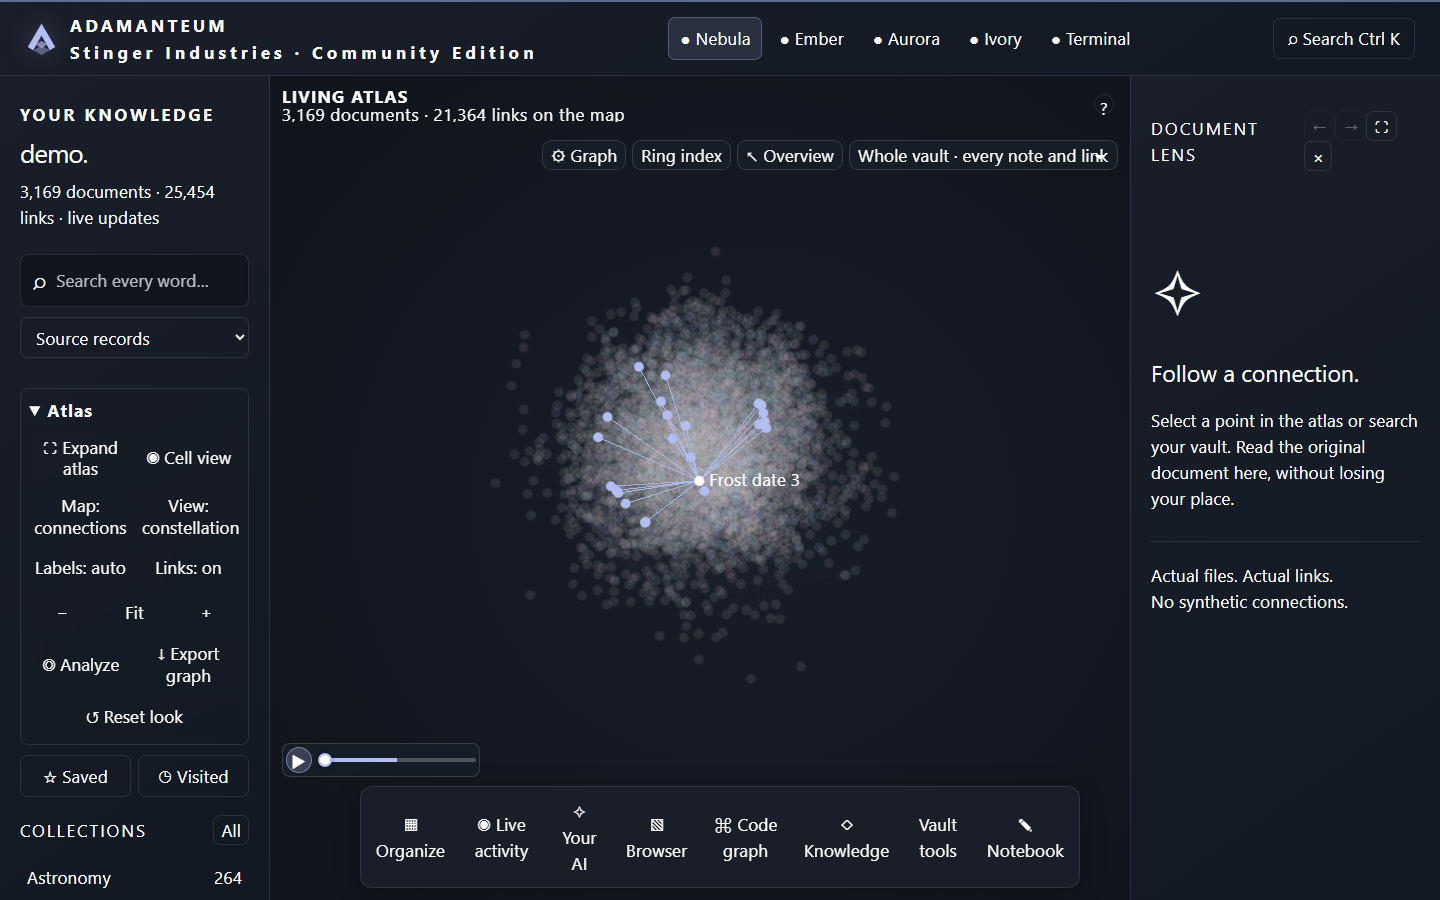 ADAMANTEUM
Stinger Industries · Community Edition
● Nebula
● Ember
● Aurora
● Ivory
● Terminal
Search Ctrl K
YOUR KNOWLEDGE
demo.
3,169 documents · 25,454
links · live updates
Search every word...
Source records
▼ Atlas
Expand
atlas
Cell view
Map:
connections
View:
constellation
Labels: auto
Links: on
−
Fit
+
Analyze
↓ Export
graph
↺ Reset look
☆ Saved
Visited
COLLECTIONS
All
Astronomy
264
LIVING ATLAS
3,169 documents · 21,364 links on the map
?
⚙ Graph
Ring index
↖ Overview
Whole vault · every note and link
Frost date 3
Organize
Live
activity
Your
AI
Browser
⌘ Code
graph
Knowledge
Vault
tools
Notebook
DOCUMENT
LENS
← →
×
Follow a connection.
Select a point in the atlas or search
your vault. Read the original
document here, without losing
your place.
Actual files. Actual links.
No synthetic connections.